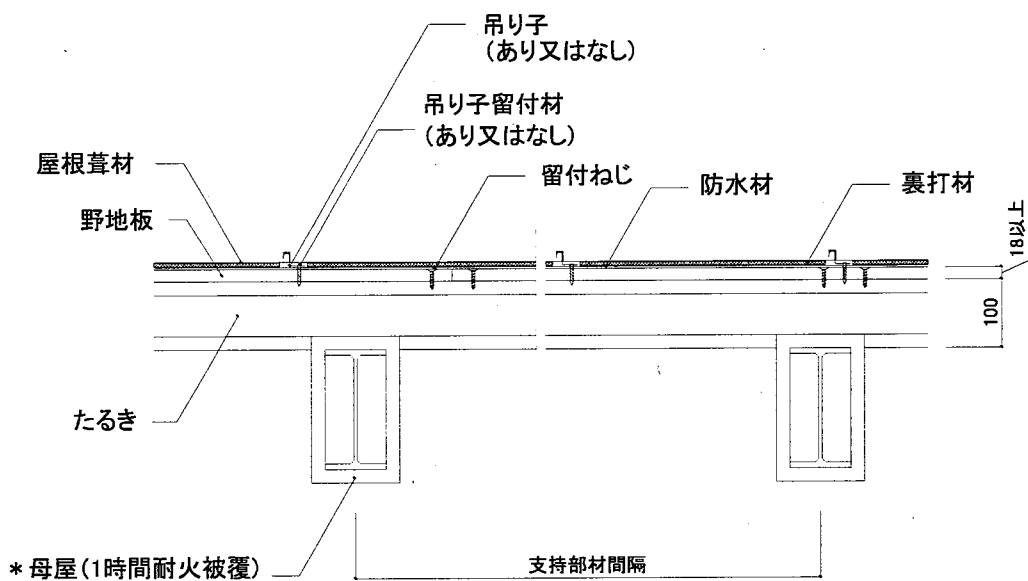 吊り子
(あり又はなし)
吊り子留付材
(あり又はなし)
屋根葺材
留付ねじ
防水材
裏打材
野地板
18以上
100
たるき
*母屋(1時間耐火被覆)
支持部材間隔